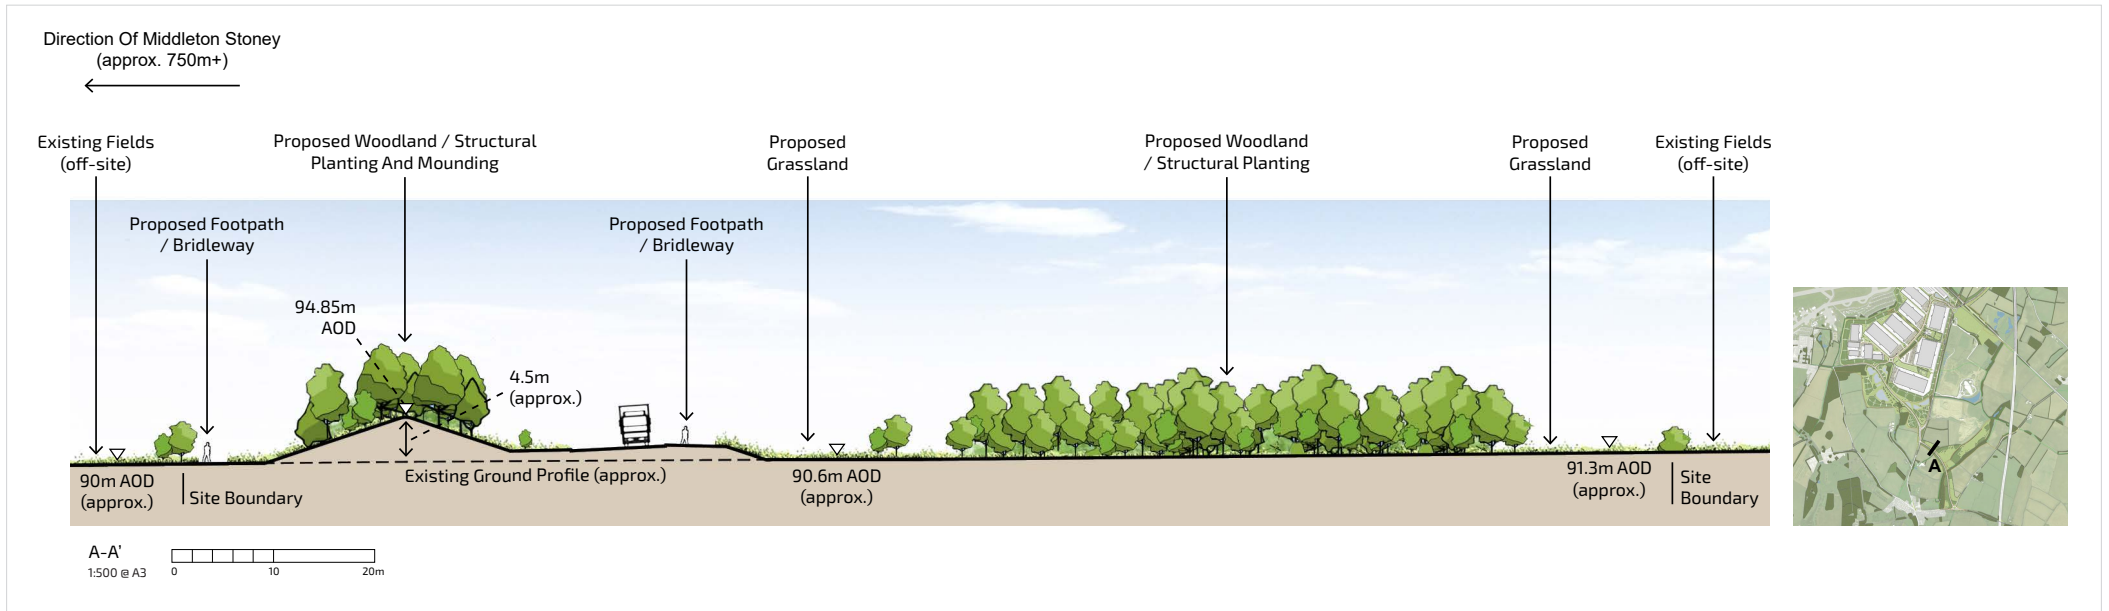 Direction Of Middleton Stoney
(approx. 750m+)
Existing Fields
(off-site)
Proposed Woodland / Structural
Planting And Mounding
Proposed
Grassland
Proposed Woodland
/ Structural Planting
Proposed
Grassland
Existing Fields
(off-site)
Proposed Footpath
/ Bridleway
Proposed Footpath
/ Bridleway
94.85m
AOD
4.5m
(approx.)
90m AOD
(approx.)
Site Boundary
Existing Ground Profile (approx.)
90.6m AOD
(approx.)
91.3m AOD
(approx.)
Site
Boundary
A
A-A'
1:500 @ A3
0 10 20m